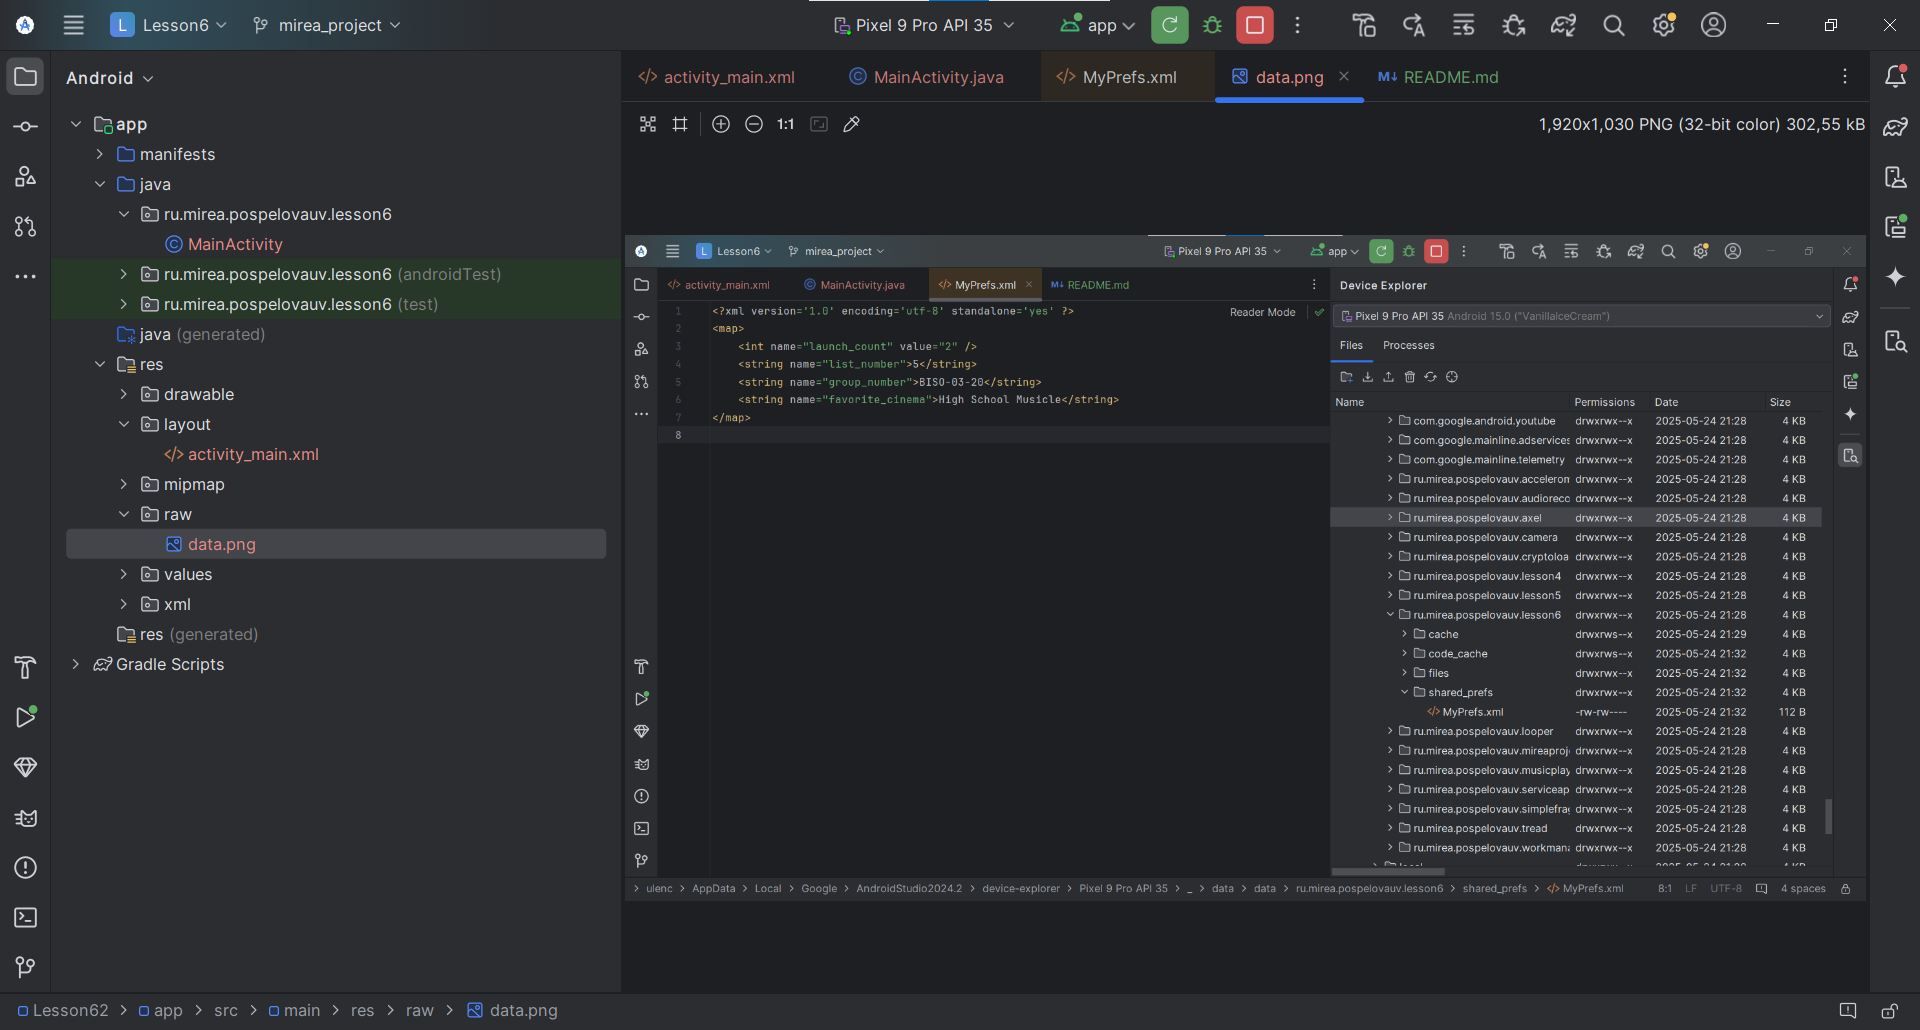 L Lesson6 mirea_project Pixel 9 Pro API 35 app
Android
app
manifests
java
ru.mirea.pospelovauv.lesson6
MainActivity
ru.mirea.pospelovauv.lesson6 (androidTest)
ru.mirea.pospelovauv.lesson6 (test)
java (generated)
res
drawable
layout
activity_main.xml
mipmap
raw
data.png
values
xml
res (generated)
Gradle Scripts
activity_main.xml MainActivity.java MyPrefs.xml data.png README.md
1:1 1,920x1,030 PNG (32-bit color) 302,55 kB
L Lesson6 mirea_project Pixel 9 Pro API 35 app
activity_main.xml MainActivity.java MyPrefs.xml README.md
1 <?xml version='1.0' encoding='utf-8' standalone='yes' ?>
2 <map>
3 <int name="launch_count" value="2" />
4 <string name="list_number">5</string>
5 <string name="group_number">BISO-03-20</string>
6 <string name="favorite_cinema">High School Musicle</string>
7 </map>
8
Reader Mode
Device Explorer
Pixel 9 Pro API 35 Android 15.0 ("VanillaIceCream")
Files Processes
Name Permissions Date Size
com.google.android.youtube drwxrwx--x 2025-05-24 21:28 4 KB
com.google.mainline.adservices drwxrwx--x 2025-05-24 21:28 4 KB
com.google.mainline.telemetry drwxrwx--x 2025-05-24 21:28 4 KB
ru.mirea.pospelovauv.acceleron drwxrwx--x 2025-05-24 21:28 4 KB
ru.mirea.pospelovauv.audiorecc drwxrwx--x 2025-05-24 21:28 4 KB
ru.mirea.pospelovauv.axel drwxrwx--x 2025-05-24 21:28 4 KB
ru.mirea.pospelovauv.camera drwxrwx--x 2025-05-24 21:28 4 KB
ru.mirea.pospelovauv.cryptoloa drwxrwx--x 2025-05-24 21:28 4 KB
ru.mirea.pospelovauv.lesson4 drwxrwx--x 2025-05-24 21:28 4 KB
ru.mirea.pospelovauv.lesson5 drwxrwx--x 2025-05-24 21:28 4 KB
ru.mirea.pospelovauv.lesson6 drwxrwx--x 2025-05-24 21:28 4 KB
cache drwxrws--x 2025-05-24 21:29 4 KB
code_cache drwxrws--x 2025-05-24 21:32 4 KB
files drwxrwx--x 2025-05-24 21:32 4 KB
shared_prefs drwxrwx--x 2025-05-24 21:32 4 KB
MyPrefs.xml -rw-rw---- 2025-05-24 21:32 112 B
ru.mirea.pospelovauv.looper drwxrwx--x 2025-05-24 21:28 4 KB
ru.mirea.pospelovauv.mireaproj drwxrwx--x 2025-05-24 21:28 4 KB
ru.mirea.pospelovauv.musicplay drwxrwx--x 2025-05-24 21:28 4 KB
ru.mirea.pospelovauv.serviceap drwxrwx--x 2025-05-24 21:28 4 KB
ru.mirea.pospelovauv.simplefra drwxrwx--x 2025-05-24 21:28 4 KB
ru.mirea.pospelovauv.tread drwxrwx--x 2025-05-24 21:28 4 KB
ru.mirea.pospelovauv.workmana drwxrwx--x 2025-05-24 21:28 4 KB
ulenc > AppData > Local > Google > AndroidStudio2024.2 > device-explorer > Pixel 9 Pro API 35 > _ > data > data > ru.mirea.pospelovauv.lesson6 > shared_prefs > MyPrefs.xml 8:1 LF UTF-8 4 spaces
Lesson62 > app > src > main > res > raw > data.png